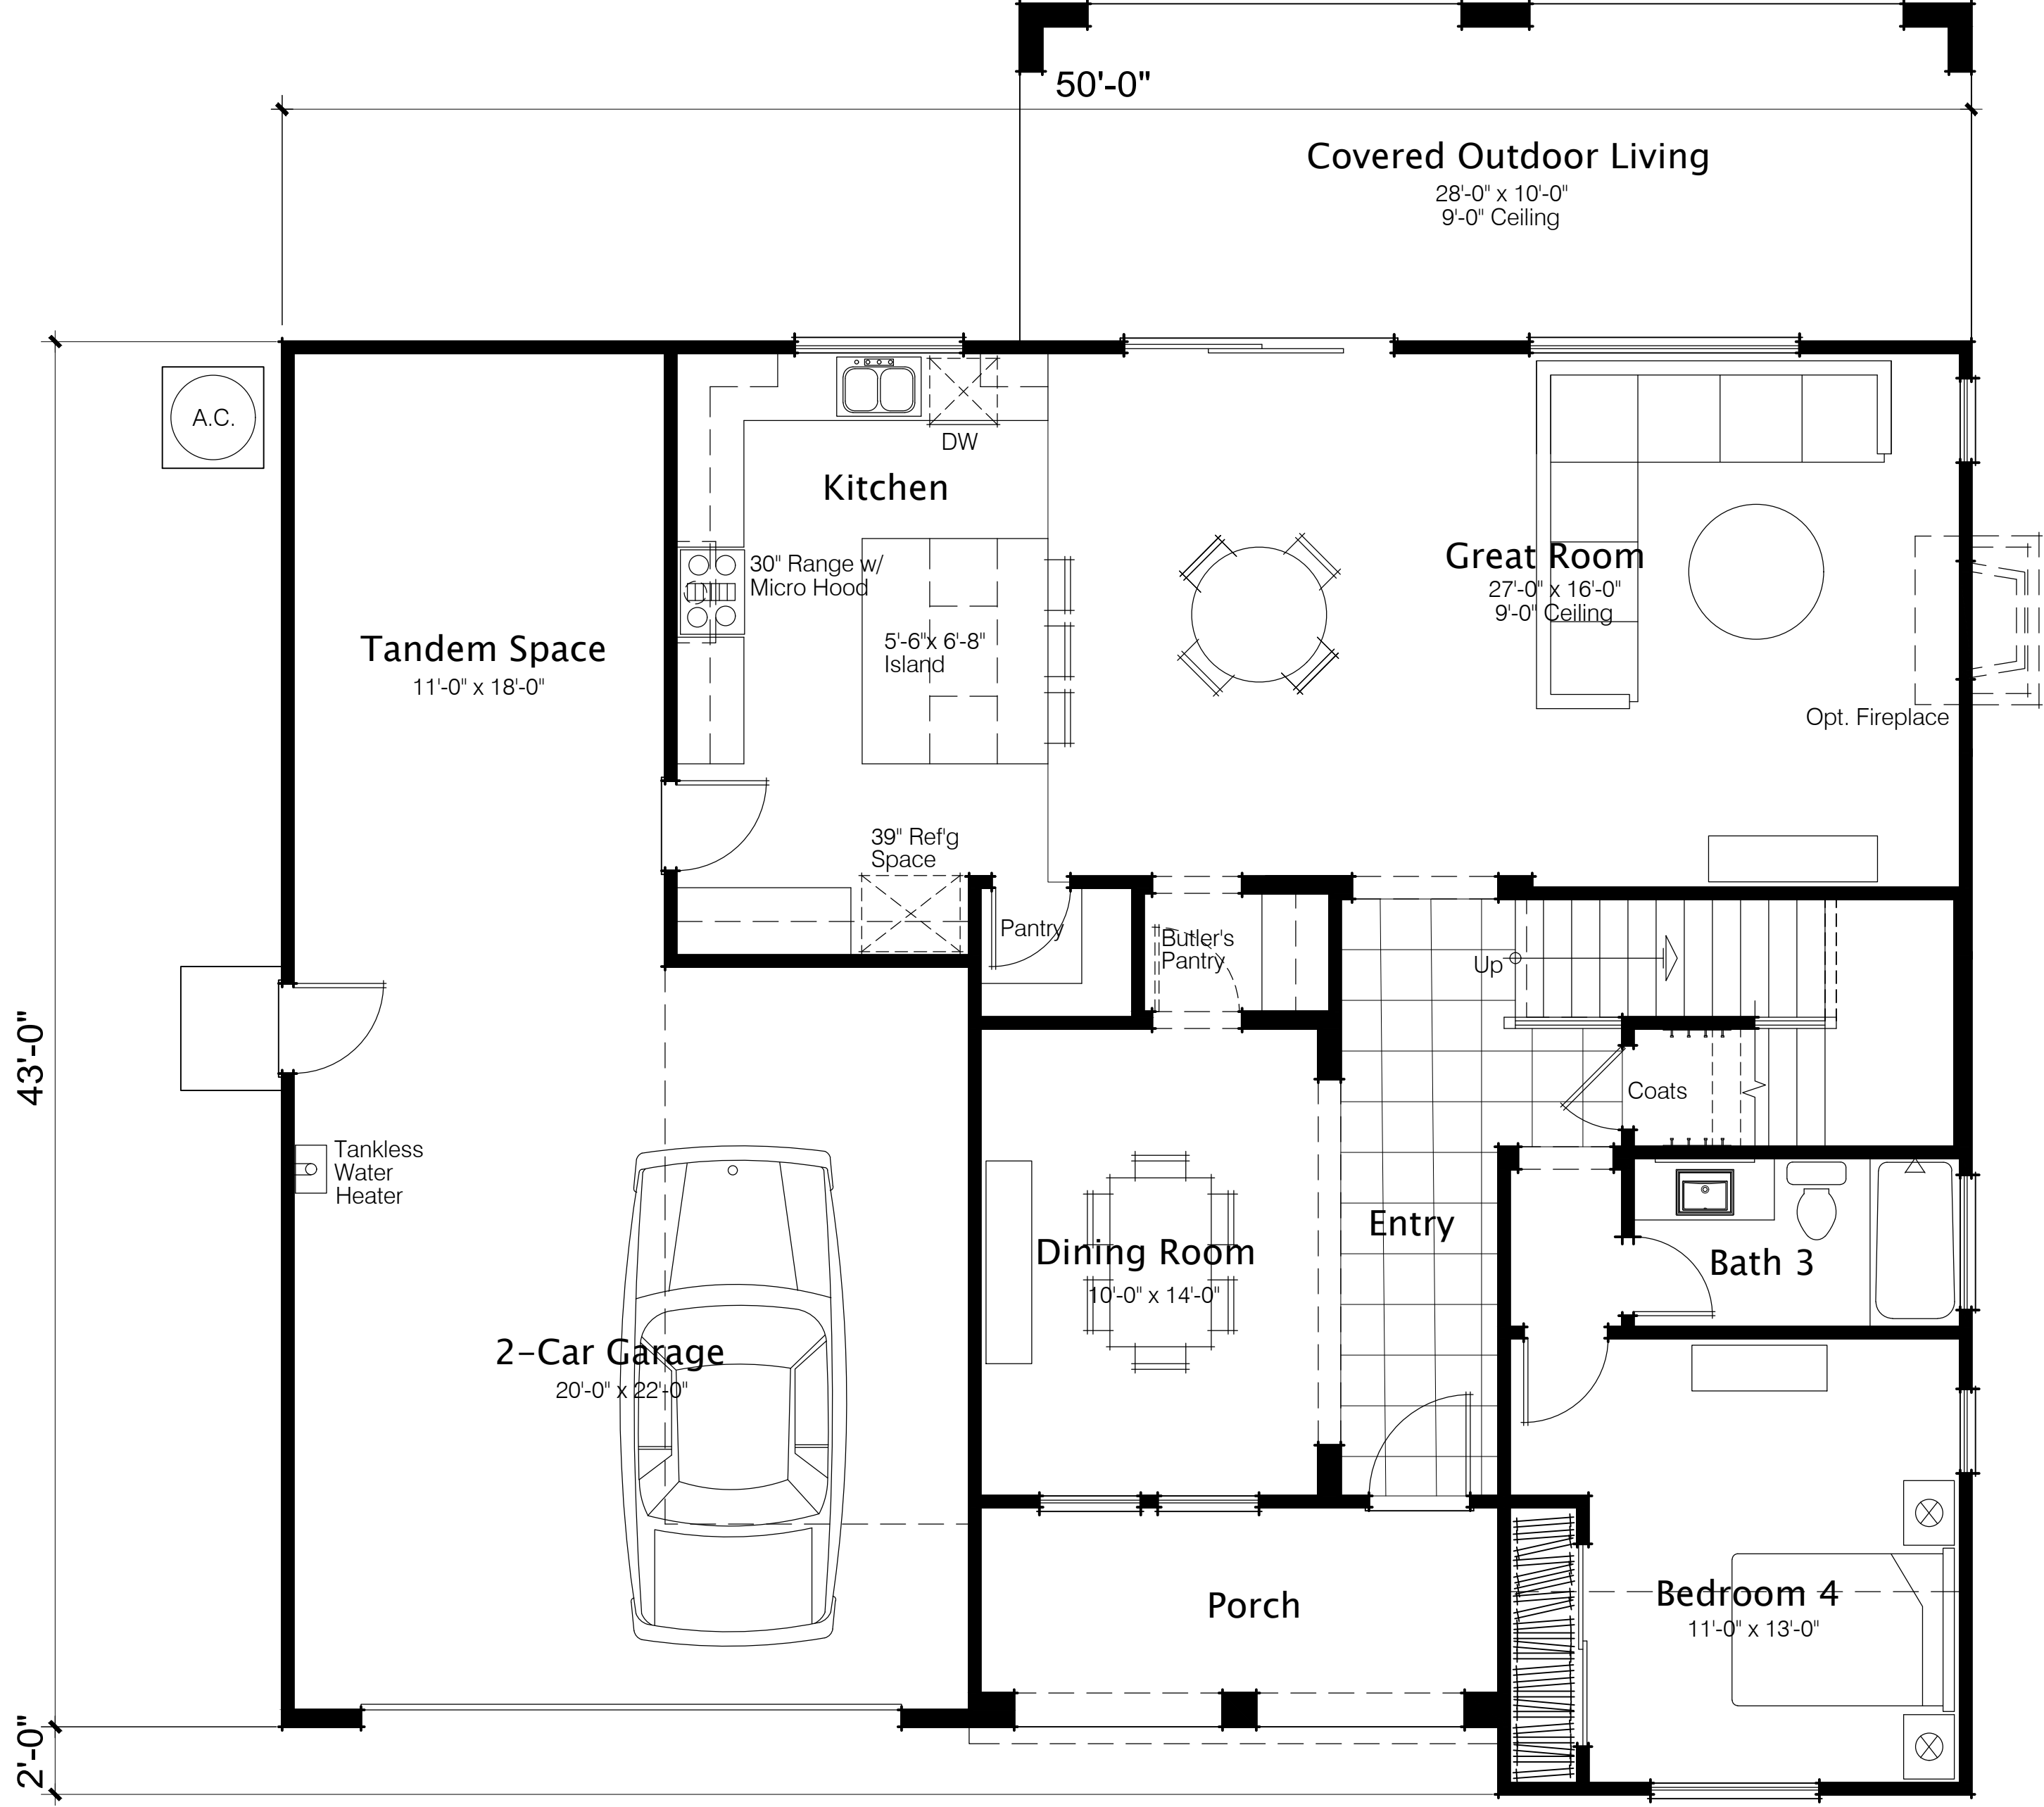 50'-0"
Covered Outdoor Living
28'-0" x 10'-0"
9'-0" Ceiling
A.C.
DW
Kitchen
30" Range w/
Micro Hood
Great Room
27'-0" x 16'-0"
9'-0" Ceiling
5'-6"x 6'-8"
Island
Tandem Space
11'-0" x 18'-0"
Opt. Fireplace
39" Ref'g
Space
Pantry
Butler's
Pantry
Up
43'-0"
Coats
Tankless
Water
Heater
Entry
Dining Room
10'-0" x 14'-0"
Bath 3
2-Car Garage
20'-0" x 22'-0"
Porch
Bedroom 4
11'-0" x 13'-0"
2'-0"